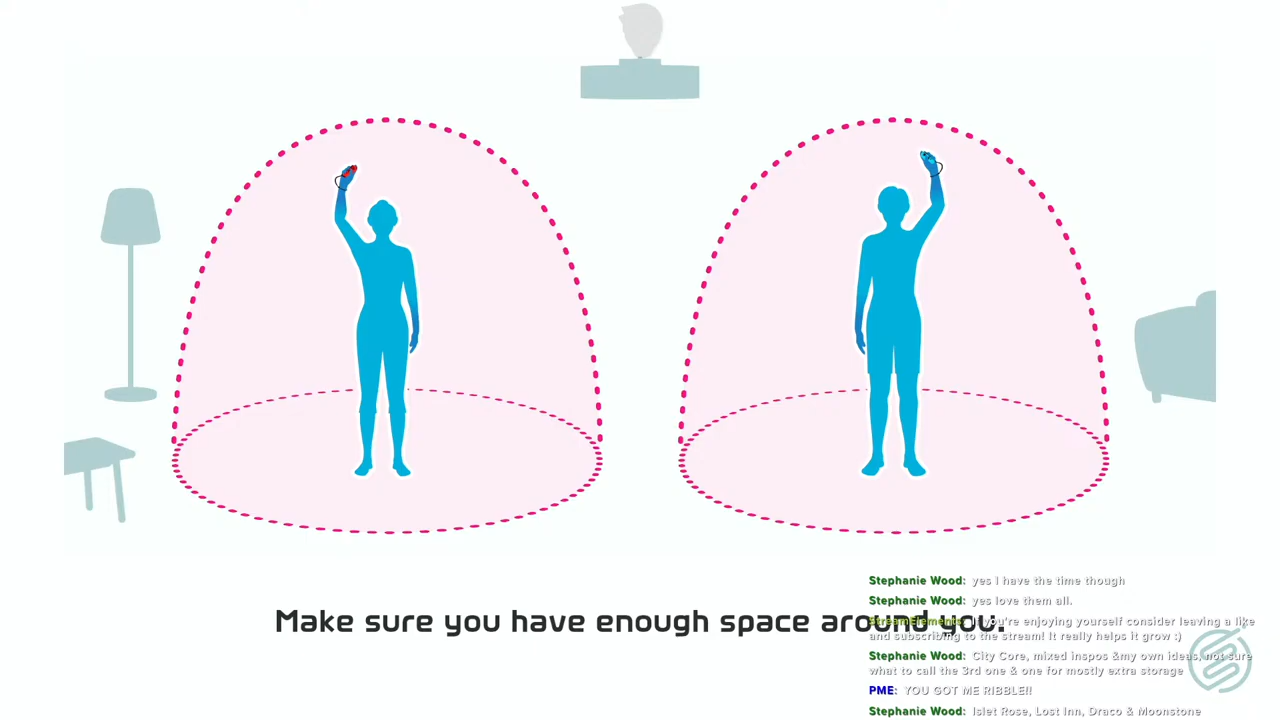 Make sure you have enough space around you.
Stephanie Wood: yes I have the time though
Stephanie Wood: yes love them all.
StreamElements: If you're enjoying yourself consider leaving a like
and subscribing to the stream! It really helps it grow :)
Stephanie Wood: City Core, mixed inspos &my own ideas, not sure
what to call the 3rd one & one for mostly extra storage
PME: YOU GOT ME RIBBLE!!
Stephanie Wood: Islet Rose, Lost Inn, Draco & Moonstone